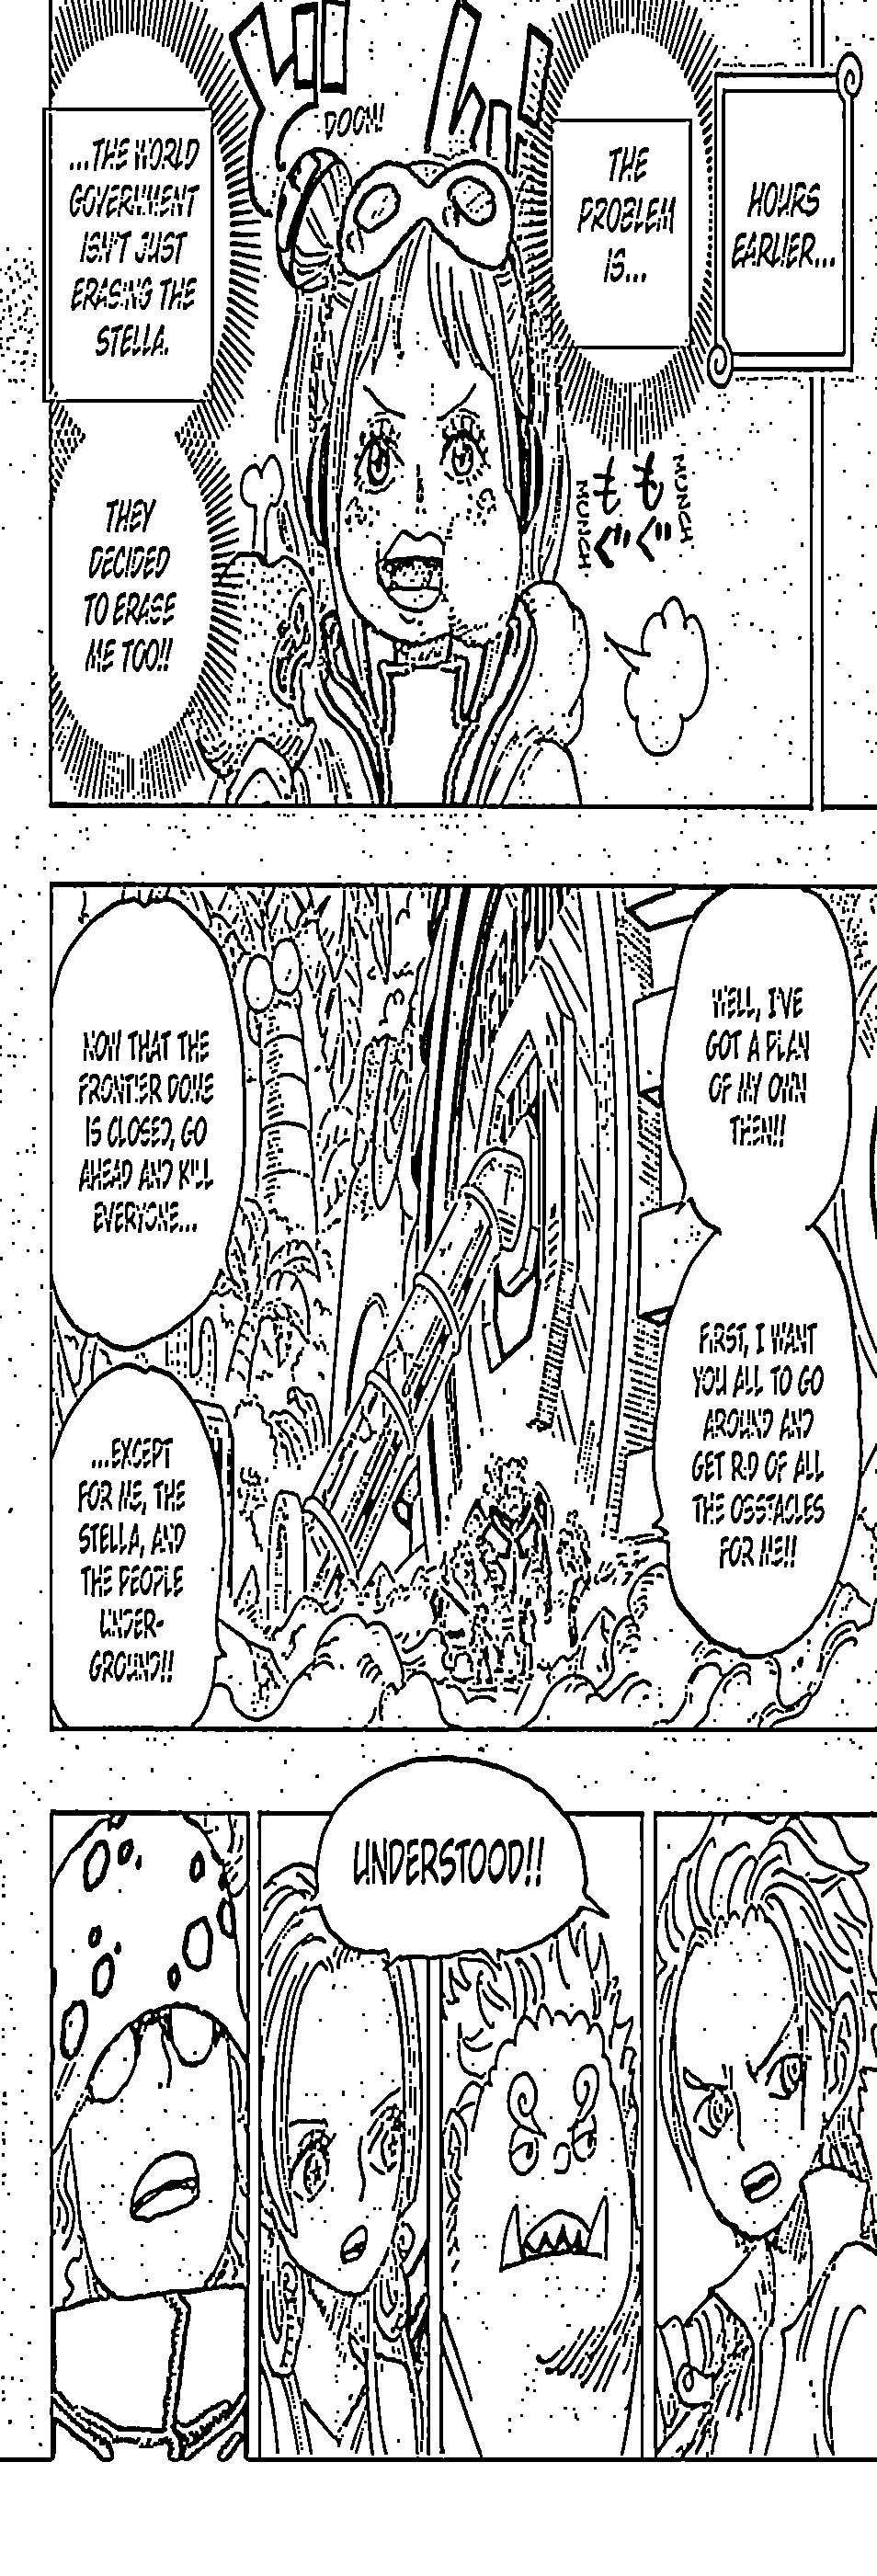 HOURS
EARLIER...
THE
PROBLEM
IS...
DOOM!
...THE WORLD
GOVERNMENT
ISN'T JUST
ERASING THE
STELLA.
THEY
DECIDED
TO ERASE
ME TOO!!
もぐ
もぐ
MUNCH
MUNCH
WELL, I'VE
GOT A PLAN
OF MY OWN
THEN!!
FIRST, I WANT
YOU ALL TO GO
AROUND AND
GET RID OF ALL
THE OBSTACLES
FOR ME!!
NOW THAT THE
FRONTIER DOME
IS CLOSED, GO
AHEAD AND KILL
EVERYONE...
...EXCEPT
FOR ME, THE
STELLA, AND
THE PEOPLE
UNDER-
GROUND!!
UNDERSTOOD!!